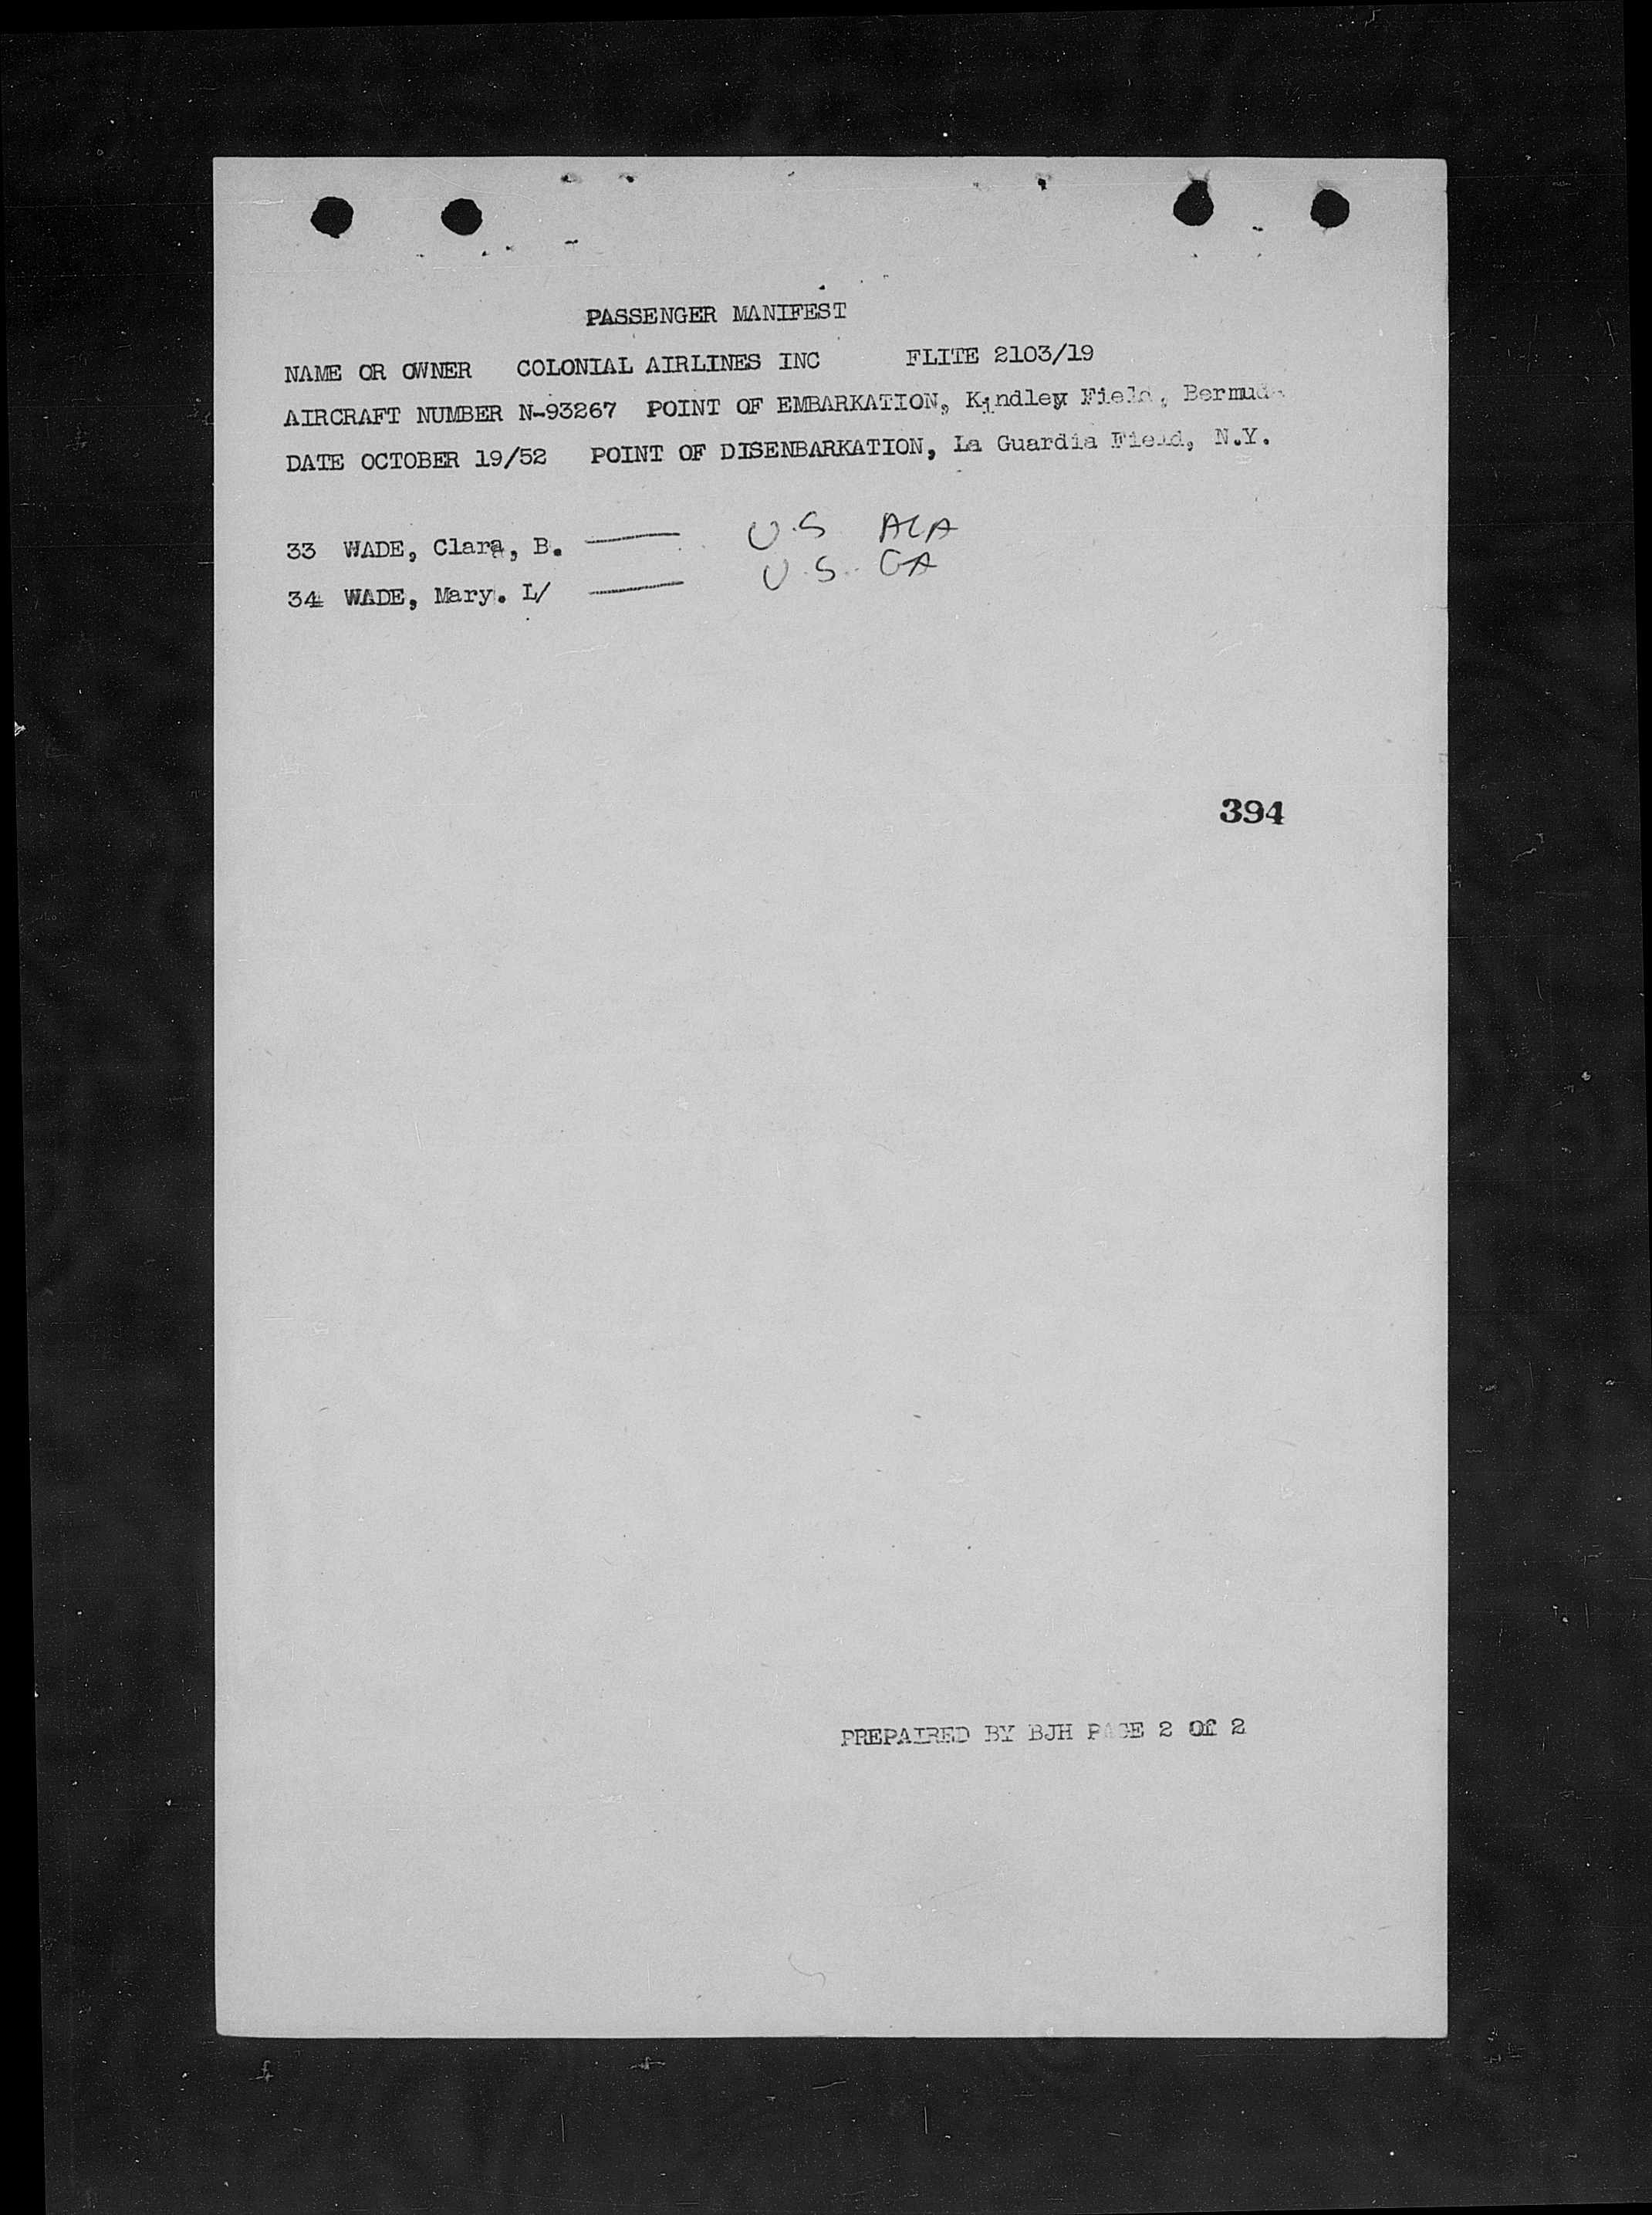 PASSENGER MANIFEST
NAME OR OWNER COLONIAL AIRLINES INC FLITE 2103/19
AIRCRAFT NUMBER N-93267 POINT OF EMBARKATION, Kindley Field, Bermuda
DATE OCTOBER 19/52 POINT OF DISENBARKATION, La Guardia Field, N.Y.
33 WADE, Clara, B. U.S ALA
34 WADE, Mary. L/ U.S. GA
394
PREPAIRED BY BJH PAGE 2 Of 2